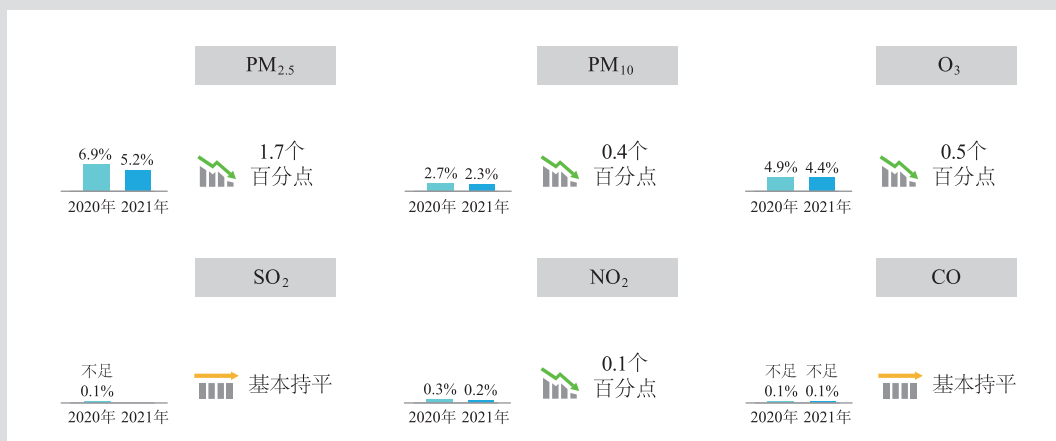 PM2.5
6.9% 5.2%
1.7个
百分点
2020年 2021年
PM10
2.7% 2.3%
0.4个
百分点
2020年 2021年
O3
4.9% 4.4%
0.5个
百分点
2020年 2021年
SO2
不足
0.1%
基本持平
2020年 2021年
NO2
0.3% 0.2%
0.1个
百分点
2020年 2021年
CO
不足 不足
0.1% 0.1%
基本持平
2020年 2021年